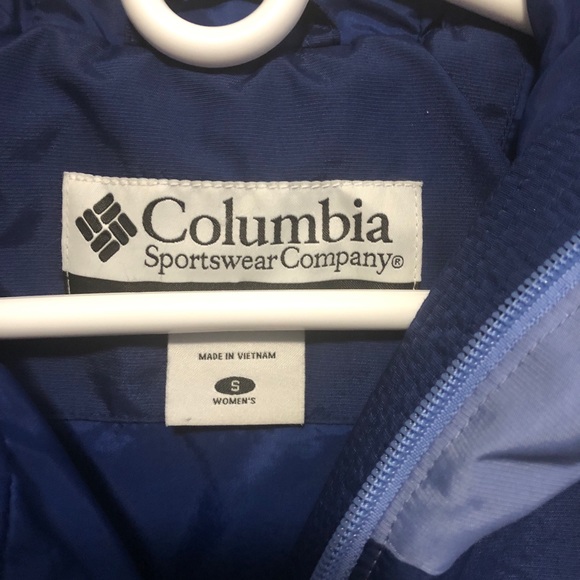 Columbia
Sportswear Company®
MADE IN VIETNAM
S
WOMEN'S